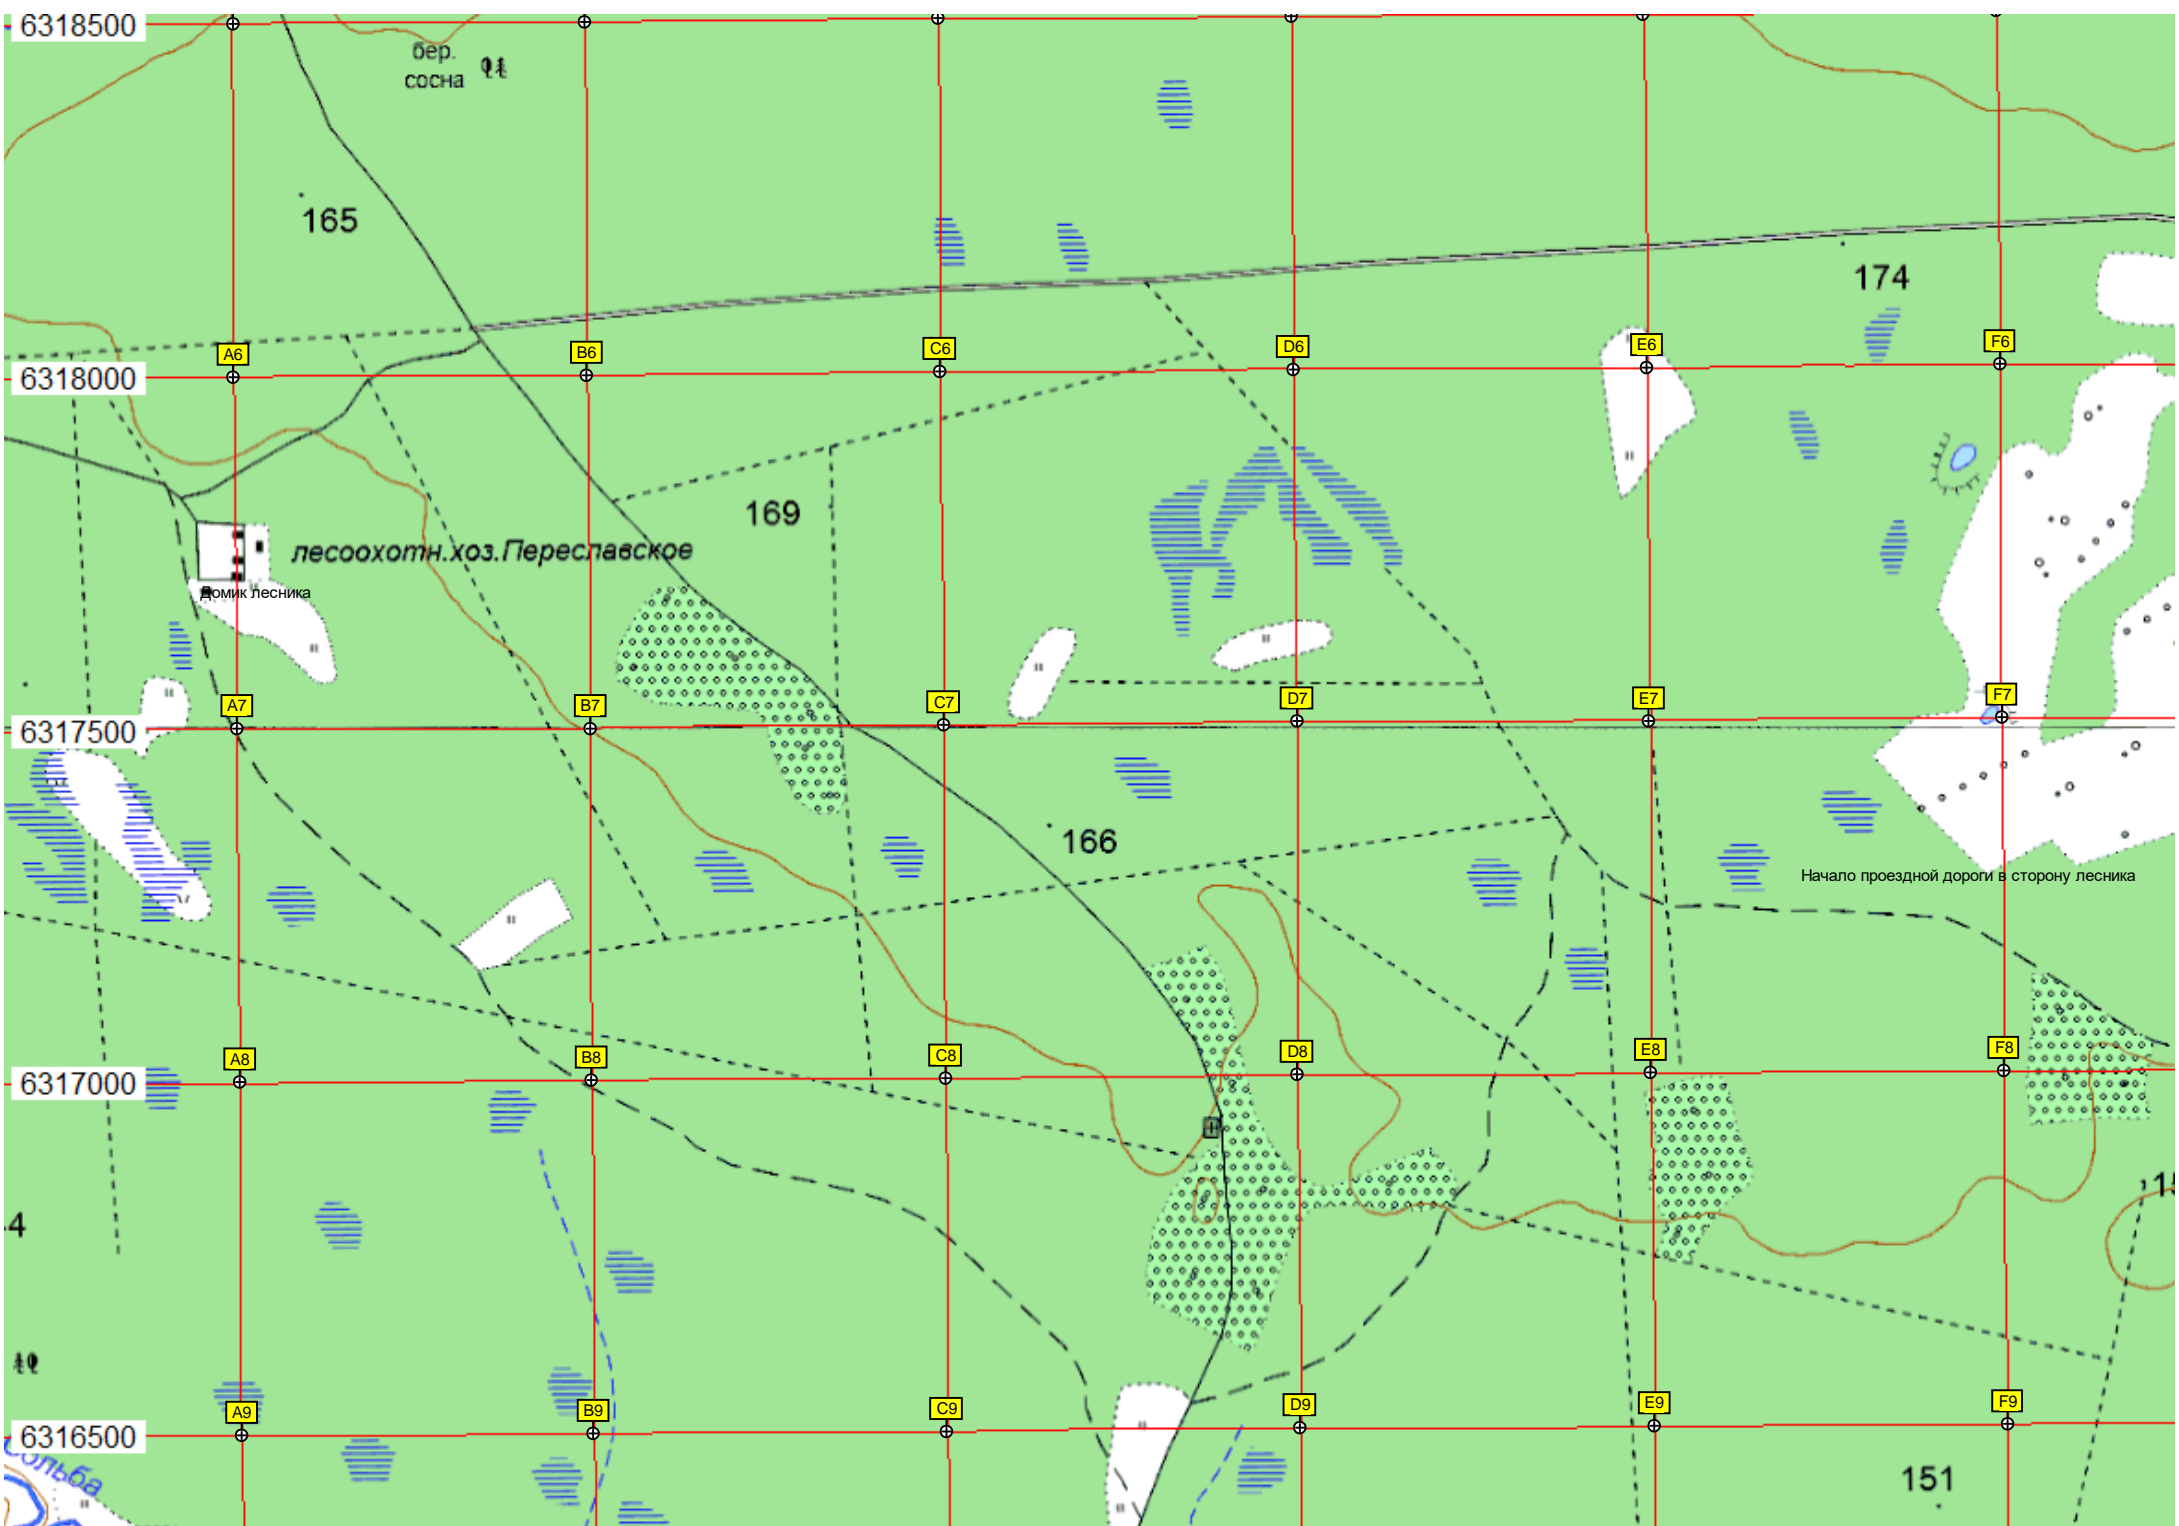 6318500
бер.
сосна
165
174
A6
B6
C6
D6
E6
F6
6318000
169
лесоохотн.хоз.Переславское
Домик лесника
A7
B7
C7
D7
E7
F7
6317500
166
Начало проездной дороги в сторону лесника
A8
B8
C8
D8
E8
F8
6317000
15
4
A9
B9
C9
D9
E9
F9
6316500
ольба
151